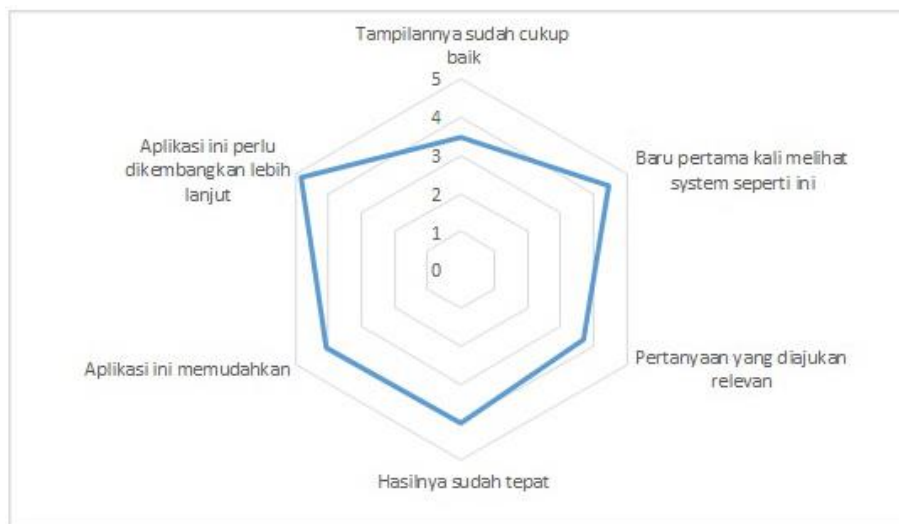 Tampilannya sudah cukup
baik
5
4
3
2
1
0
Baru pertama kali melihat
system seperti ini
Pertanyaan yang diajukan
relevan
Hasilnya sudah tepat
Aplikasi ini memudahkan
Aplikasi ini perlu
dikembangkan lebih
lanjut